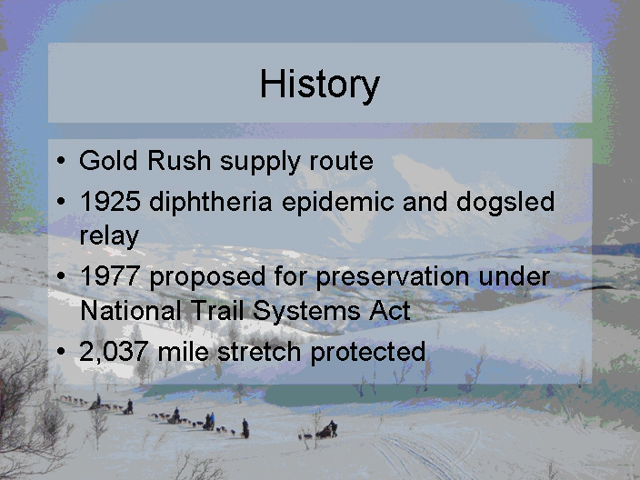 History
• Gold Rush supply route
• 1925 diphtheria epidemic and dogsled
relay
• 1977 proposed for preservation under
National Trail Systems Act
• 2,037 mile stretch protected